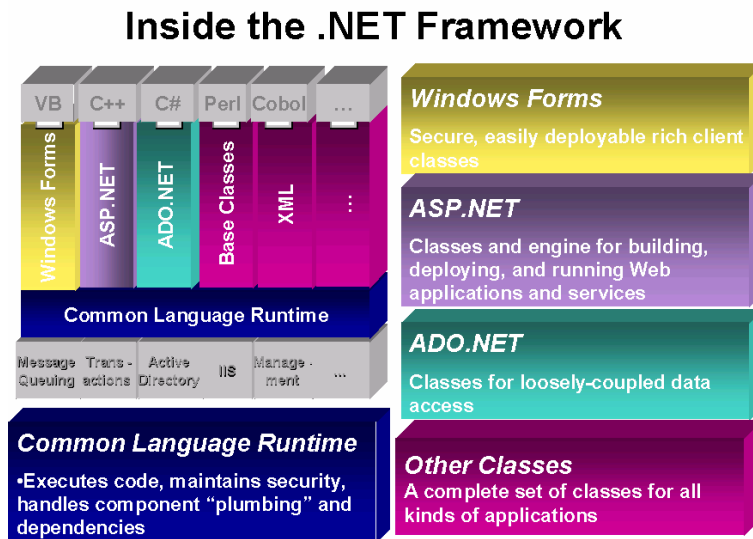 Inside the .NET Framework
VB C++ C# Perl Cobol ...
Windows Forms
ASP.NET
ADO.NET
Base Classes
XML
...
Common Language Runtime
Message Trans- Active IIS Manage- ...
Queuing actions Directory ment
Common Language Runtime
•Executes code, maintains security,
handles component “plumbing” and
dependencies
Windows Forms
Secure, easily deployable rich client
classes
ASP.NET
Classes and engine for building,
deploying, and running Web
applications and services
ADO.NET
Classes for loosely-coupled data
access
Other Classes
A complete set of classes for all
kinds of applications